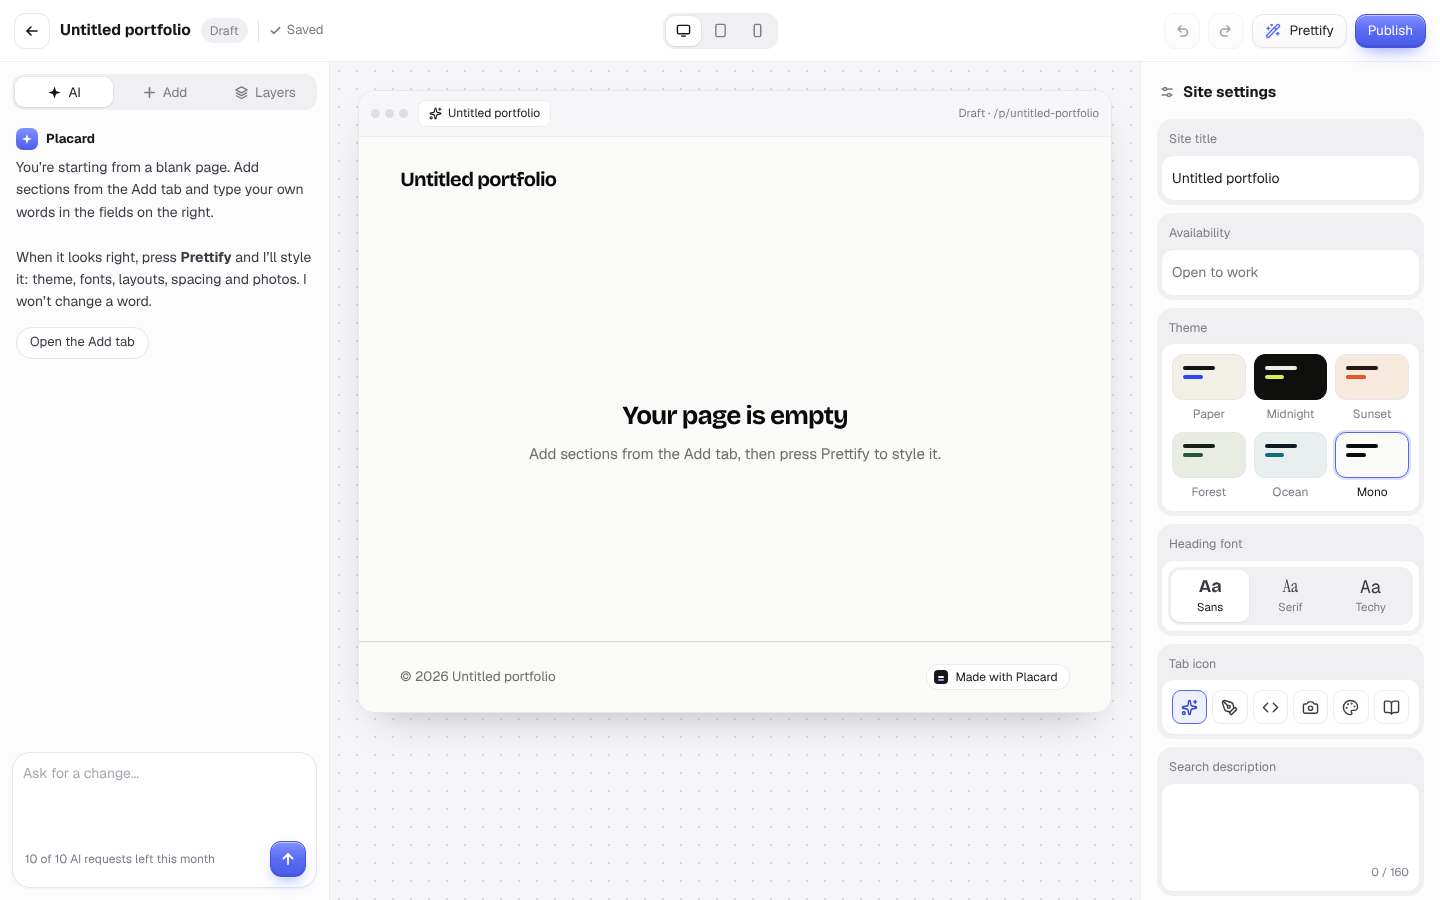 Untitled portfolio
Draft
Saved
Prettify
Publish
AI
Add
Layers
Placard
You're starting from a blank page. Add
sections from the Add tab and type your own
words in the fields on the right.
When it looks right, press Prettify and I'll style
it: theme, fonts, layouts, spacing and photos. I
won't change a word.
Open the Add tab
Ask for a change...
10 of 10 AI requests left this month
Untitled portfolio
Draft · /p/untitled-portfolio
Untitled portfolio
Your page is empty
Add sections from the Add tab, then press Prettify to style it.
© 2026 Untitled portfolio
Made with Placard
Site settings
Site title
Untitled portfolio
Availability
Open to work
Theme
Paper
Midnight
Sunset
Forest
Ocean
Mono
Heading font
Aa
Aa
Aa
Sans
Serif
Techy
Tab icon
Search description
0 / 160